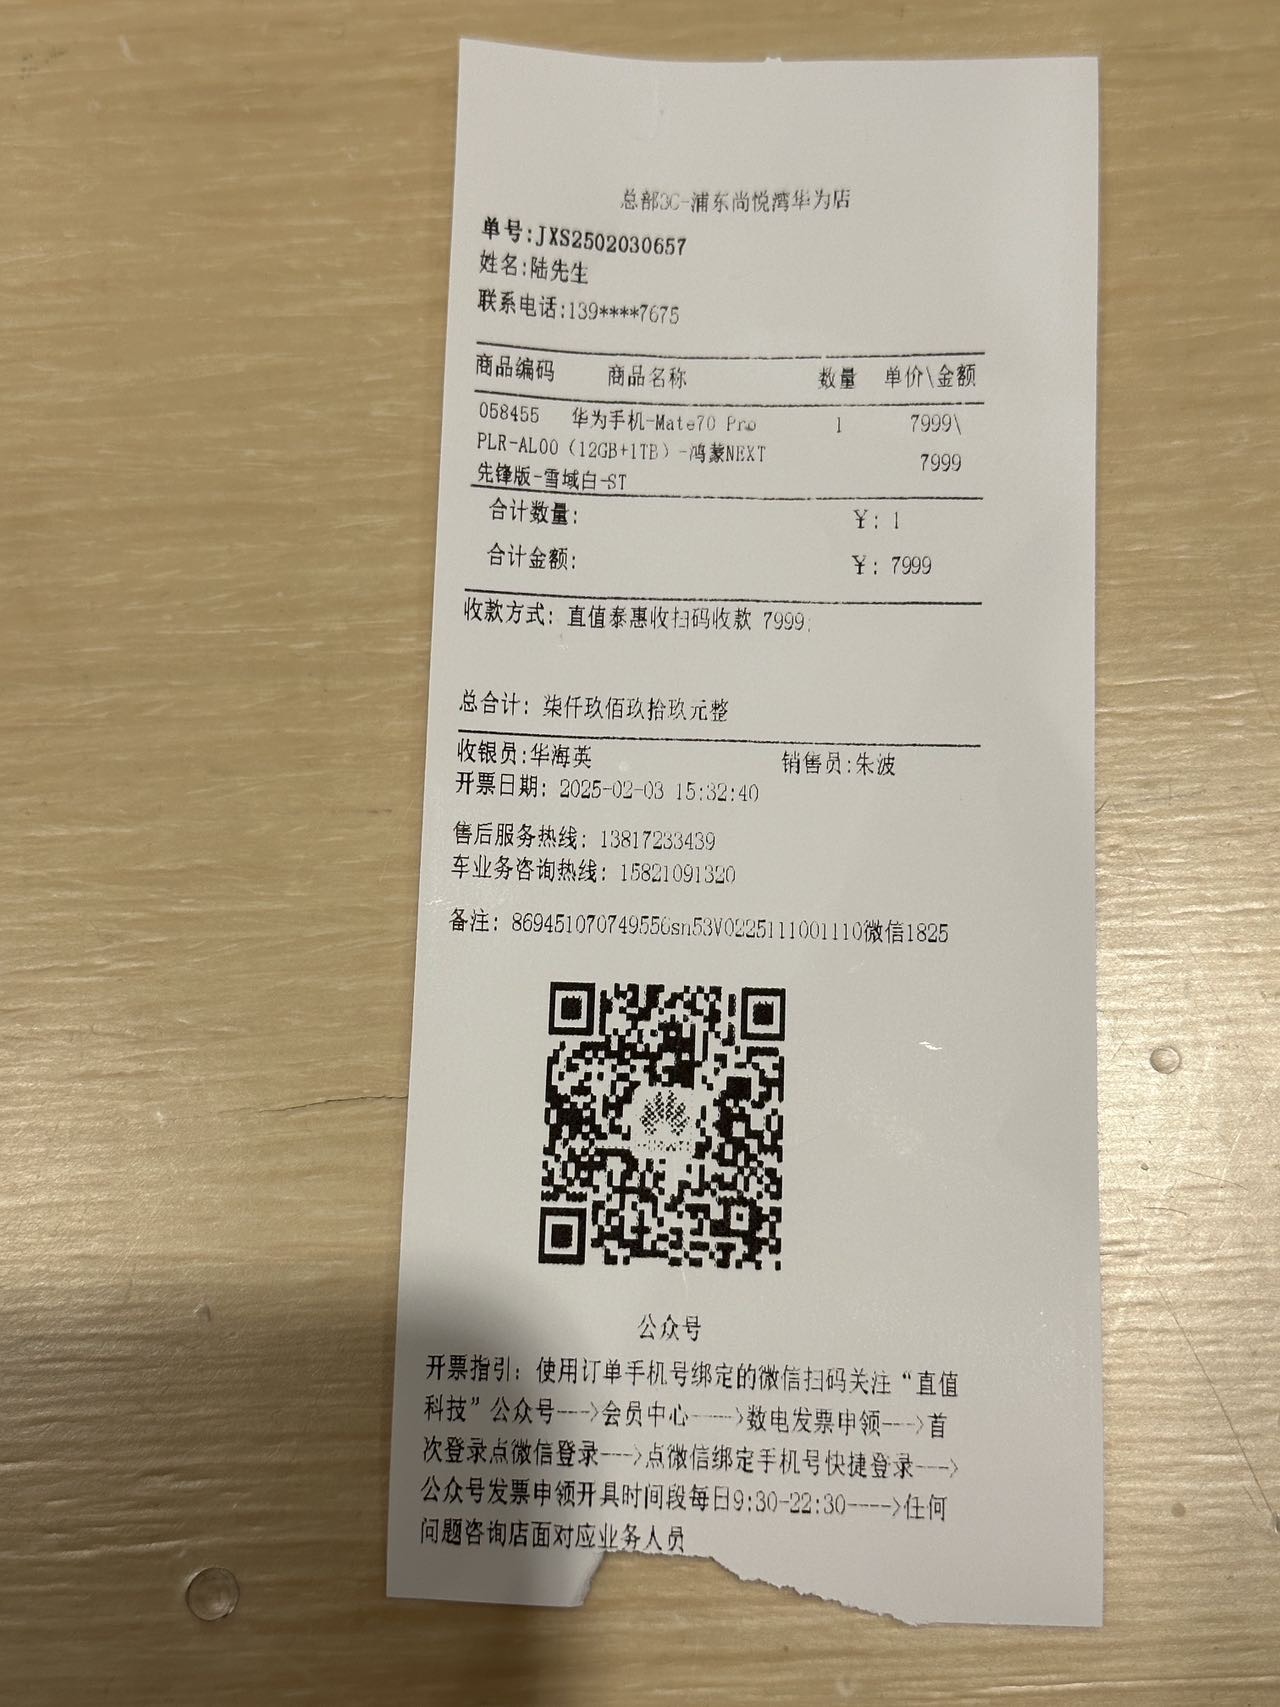 总部3C-浦东尚悦湾华为店
单号:JXS2502030657
姓名:陆先生
联系电话:139****7675
商品编码 商品名称 数量 单价\金额
058455 华为手机-Mate70 Pro 1 7999\
PLR-AL00（12GB+1TB）-鸿蒙NEXT 7999
先锋版-雪域白-ST
合计数量: ￥: 1
合计金额: ￥: 7999
收款方式: 直值泰惠收扫码收款 7999;
总合计: 柒仟玖佰玖拾玖元整
收银员:华海英 销售员:朱波
开票日期: 2025-02-03 15:32:40
售后服务热线: 13817233439
车业务咨询热线: 15821091320
备注: 869451070749556sn53V0225111001110微信1825
公众号
开票指引: 使用订单手机号绑定的微信扫码关注“直值
科技”公众号--->会员中心---->数电发票申领--->首
次登录点微信登录--->点微信绑定手机号快捷登录--->
公众号发票申领开具时间段每日9:30-22:30---->任何
问题咨询店面对应业务人员